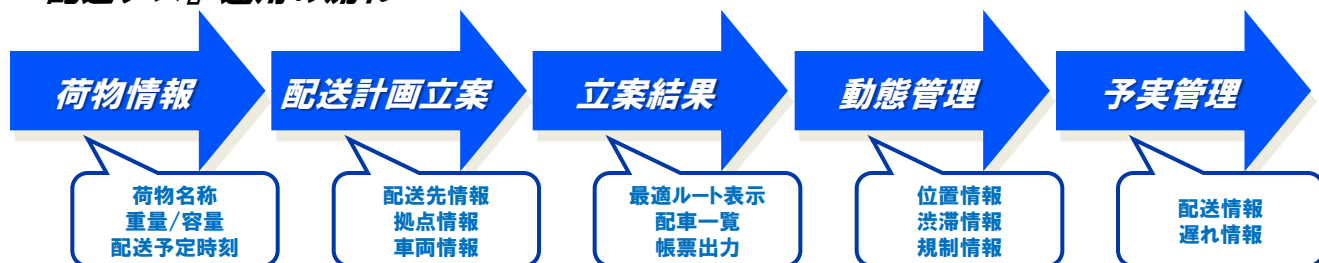 荷物情報
配送計画立案
立案結果
動態管理
予実管理
荷物名称
重量/容量
配送予定時刻
配送先情報
拠点情報
車両情報
最適ルート表示
配車一覧
帳票出力
位置情報
渋滞情報
規制情報
配送情報
遅れ情報